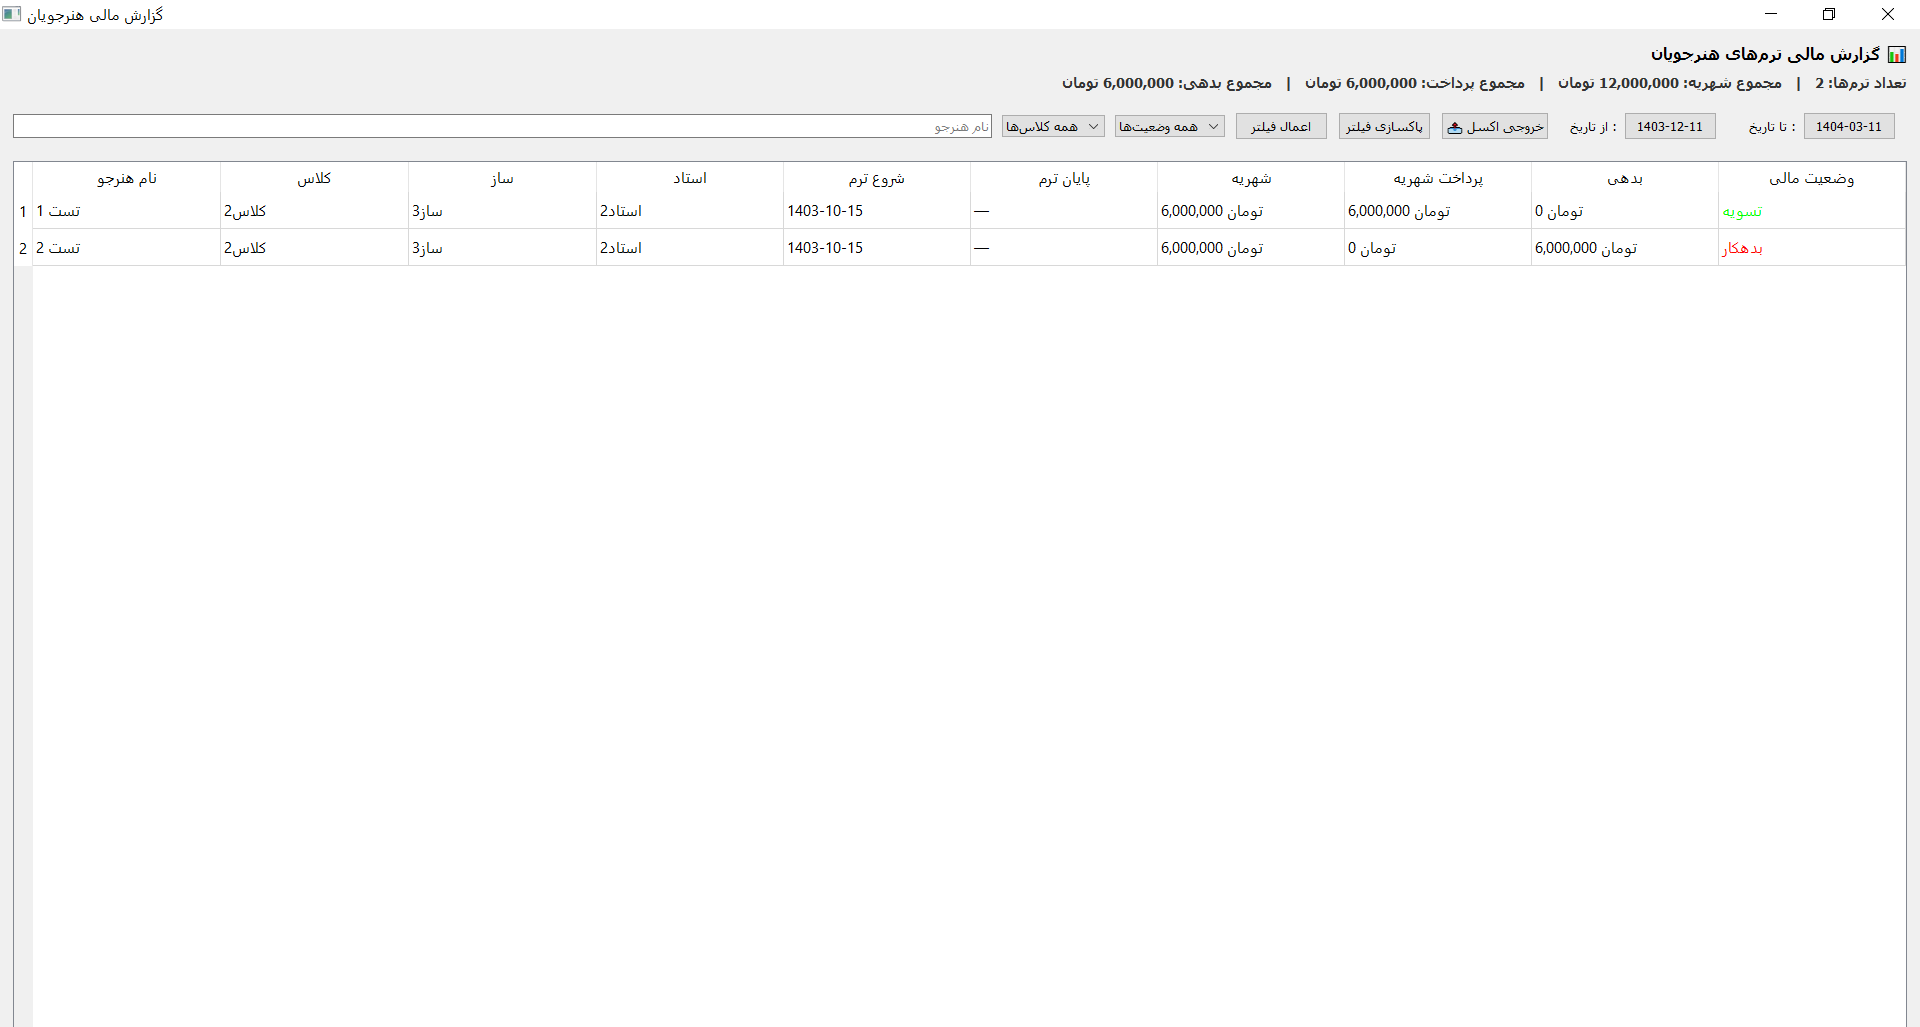 گزارش مالی هنرجویان
گزارش مالی ترم‌های هنرجویان
تعداد ترم‌ها: 2 | مجموع شهریه: 12,000,000 تومان | مجموع پرداخت: 6,000,000 تومان | مجموع بدهی: 6,000,000 تومان
نام هنرجو همه کلاس‌ها همه وضعیت‌ها اعمال فیلتر پاکسازی فیلتر خروجی اکسل از تاریخ : 1403-12-11 تا تاریخ : 1404-03-11
نام هنرجو کلاس ساز استاد شروع ترم پایان ترم شهریه پرداخت شهریه بدهی وضعیت مالی
1 تست 1 کلاس2 ساز3 استاد2 1403-10-15 — 6,000,000 تومان 6,000,000 تومان 0 تومان تسویه
2 تست 2 کلاس2 ساز3 استاد2 1403-10-15 — 6,000,000 تومان 0 تومان 6,000,000 تومان بدهکار